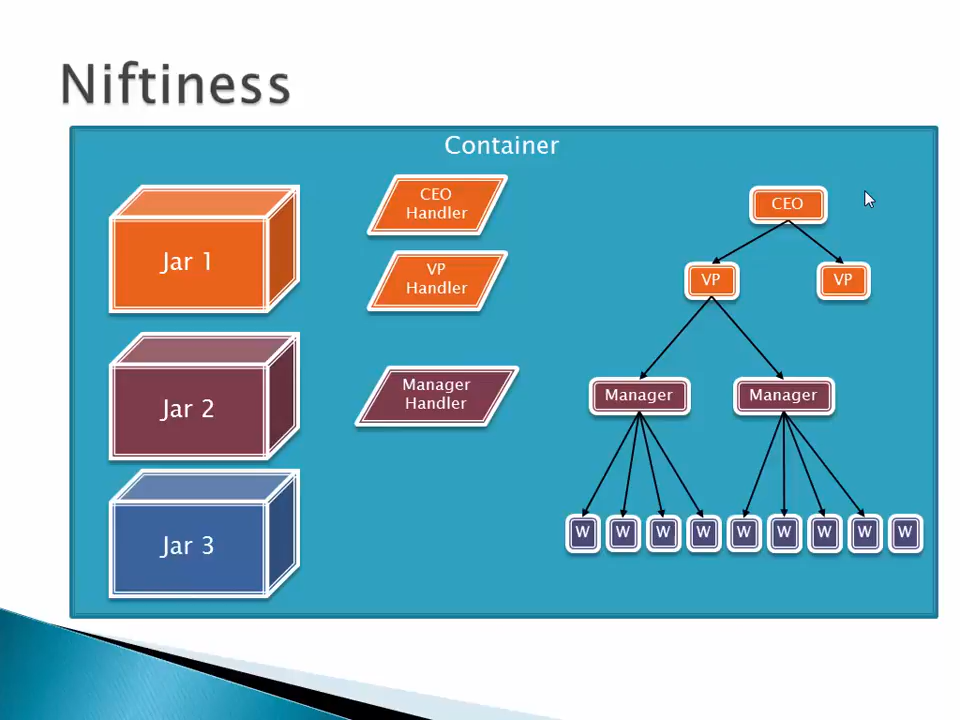 Niftiness
Container
Jar 1
CEO
Handler
VP
Handler
CEO
VP
VP
Jar 2
Manager
Handler
Manager
Manager
Jar 3
W
W
W
W
W
W
W
W
W